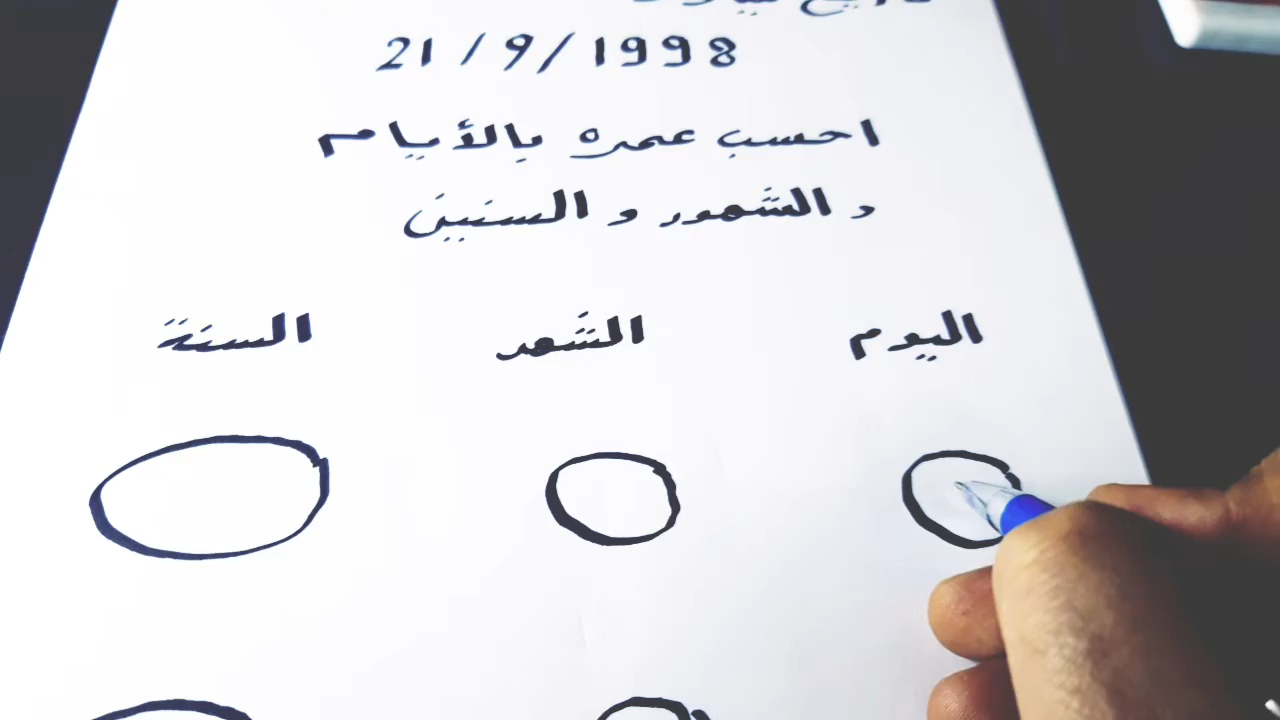 21/9/1998
احسب عمره بالأيام
و الشهور و السنين
اليوم الشهر السنة